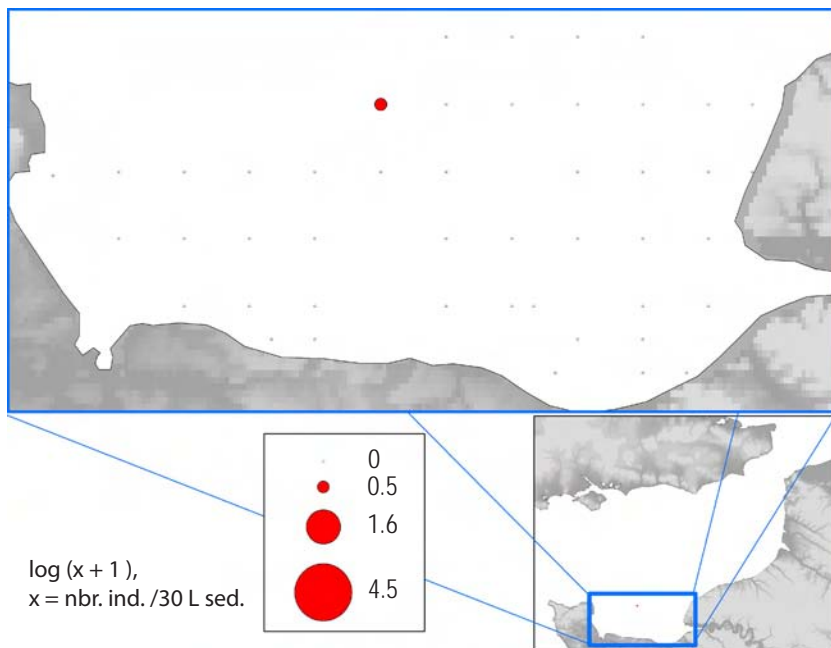 0
0.5
1.6
4.5
log (x + 1 ),
x = nbr. ind. /30 L sed.